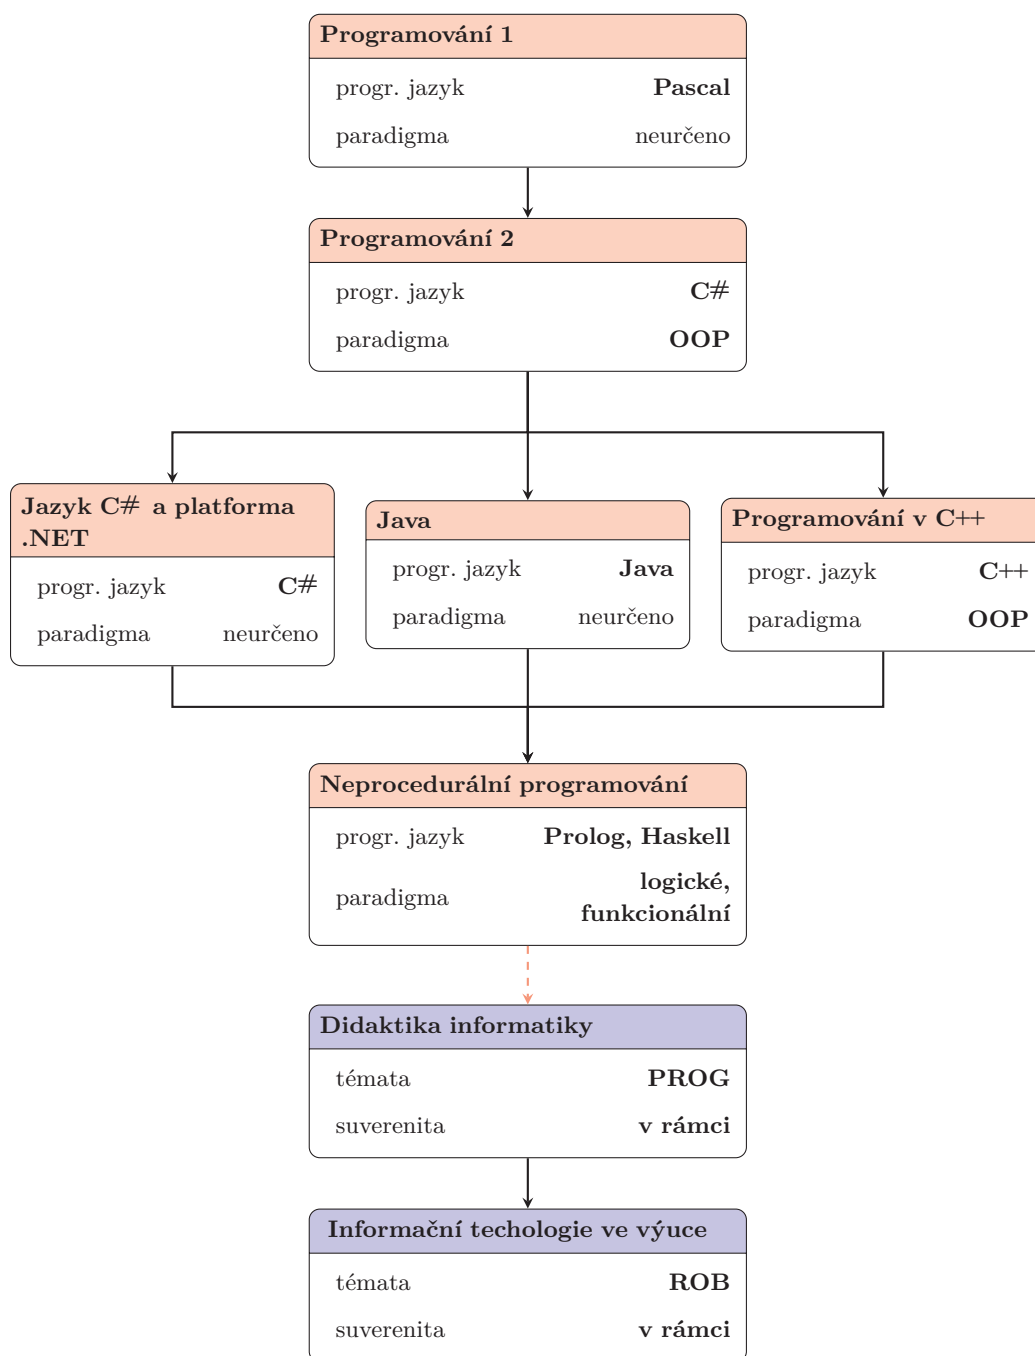 Programování 1
progr. jazyk Pascal
paradigma neurčeno
Programování 2
progr. jazyk C#
paradigma OOP
Jazyk C# a platforma
.NET
progr. jazyk C#
paradigma neurčeno
Java
progr. jazyk Java
paradigma neurčeno
Programování v C++
progr. jazyk C++
paradigma OOP
Neprocedurální programování
progr. jazyk Prolog, Haskell
paradigma logické,
funkcionální
Didaktika informatiky
témata PROG
suverenita v rámci
Informační techologie ve výuce
témata ROB
suverenita v rámci